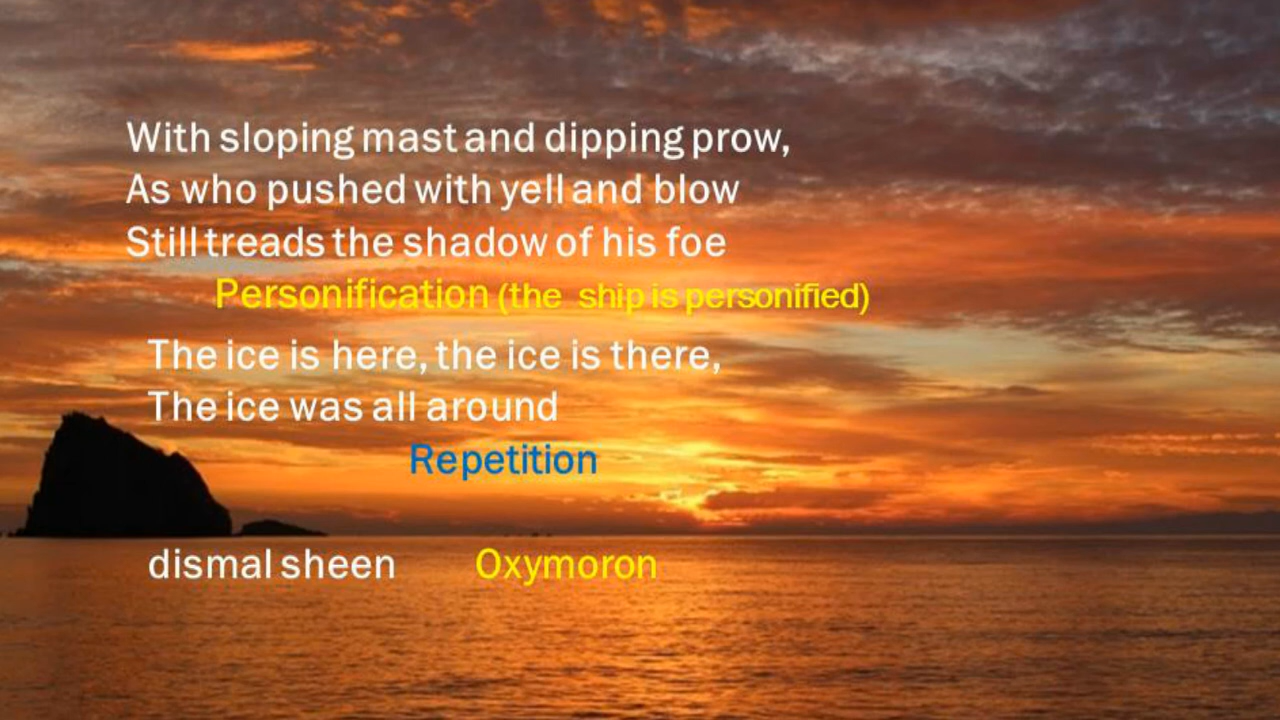 With sloping mast and dipping prow,
As who pushed with yell and blow
Still treads the shadow of his foe
Personification (the ship is personified)
The ice is here, the ice is there,
The ice was all around
Repetition
dismal sheen Oxymoron